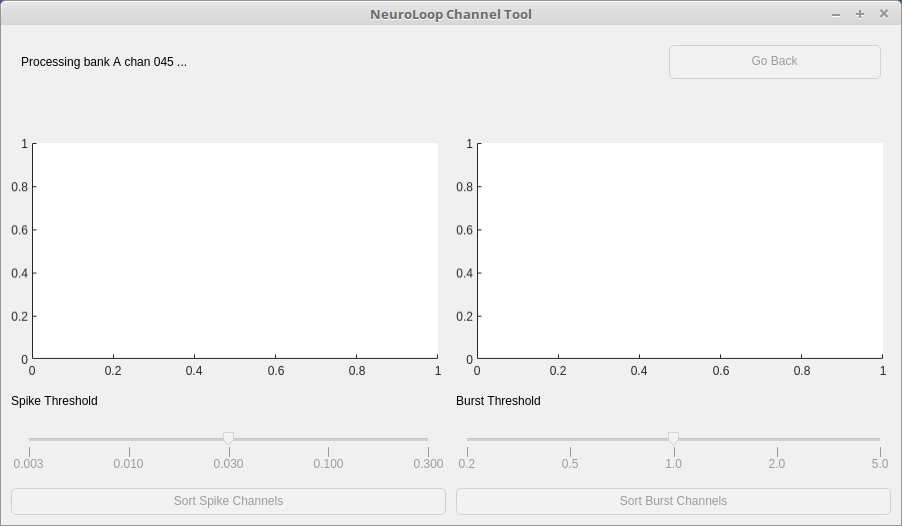 NeuroLoop Channel Tool
Processing bank A chan 045 ...
Go Back
1
0.8
0.6
0.4
0.2
0
0 0.2 0.4 0.6 0.8 1
1
0.8
0.6
0.4
0.2
0
0 0.2 0.4 0.6 0.8 1
Spike Threshold
0.003 0.010 0.030 0.100 0.300
Sort Spike Channels
Burst Threshold
0.2 0.5 1.0 2.0 5.0
Sort Burst Channels